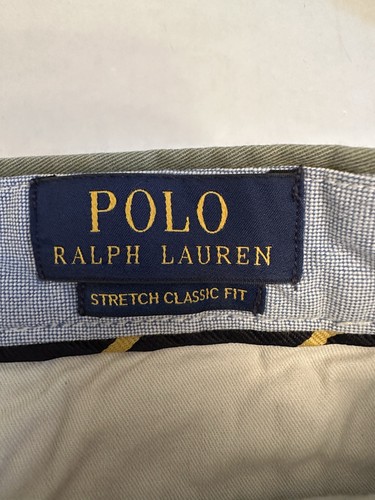 POLO
RALPH LAUREN
STRETCH CLASSIC FIT